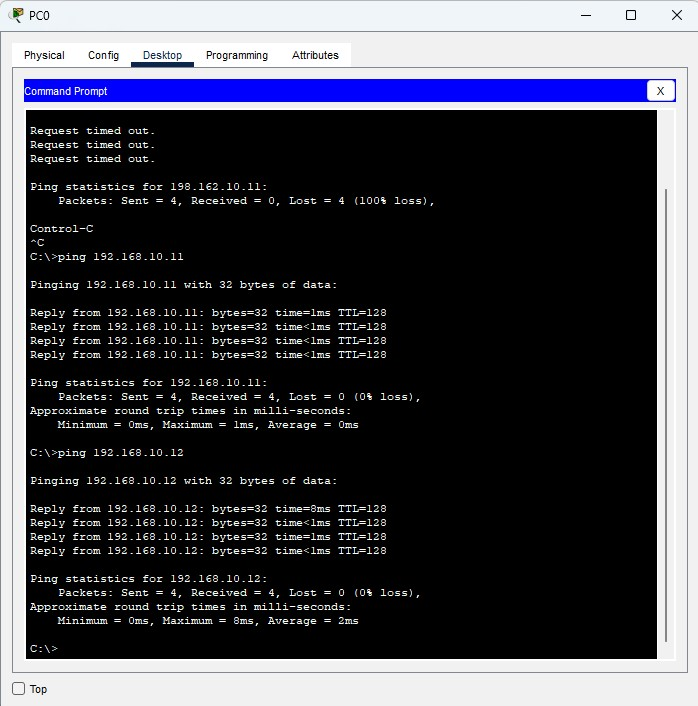 PC0
Physical Config Desktop Programming Attributes
Command Prompt
X
Request timed out.
Request timed out.
Request timed out.
Ping statistics for 198.162.10.11:
Packets: Sent = 4, Received = 0, Lost = 4 (100% loss),
Control-C
^C
C:\>ping 192.168.10.11
Pinging 192.168.10.11 with 32 bytes of data:
Reply from 192.168.10.11: bytes=32 time=1ms TTL=128
Reply from 192.168.10.11: bytes=32 time<1ms TTL=128
Reply from 192.168.10.11: bytes=32 time<1ms TTL=128
Reply from 192.168.10.11: bytes=32 time<1ms TTL=128
Ping statistics for 192.168.10.11:
Packets: Sent = 4, Received = 4, Lost = 0 (0% loss),
Approximate round trip times in milli-seconds:
Minimum = 0ms, Maximum = 1ms, Average = 0ms
C:\>ping 192.168.10.12
Pinging 192.168.10.12 with 32 bytes of data:
Reply from 192.168.10.12: bytes=32 time=8ms TTL=128
Reply from 192.168.10.12: bytes=32 time<1ms TTL=128
Reply from 192.168.10.12: bytes=32 time=1ms TTL=128
Reply from 192.168.10.12: bytes=32 time<1ms TTL=128
Ping statistics for 192.168.10.12:
Packets: Sent = 4, Received = 4, Lost = 0 (0% loss),
Approximate round trip times in milli-seconds:
Minimum = 0ms, Maximum = 8ms, Average = 2ms
C:\>
Top